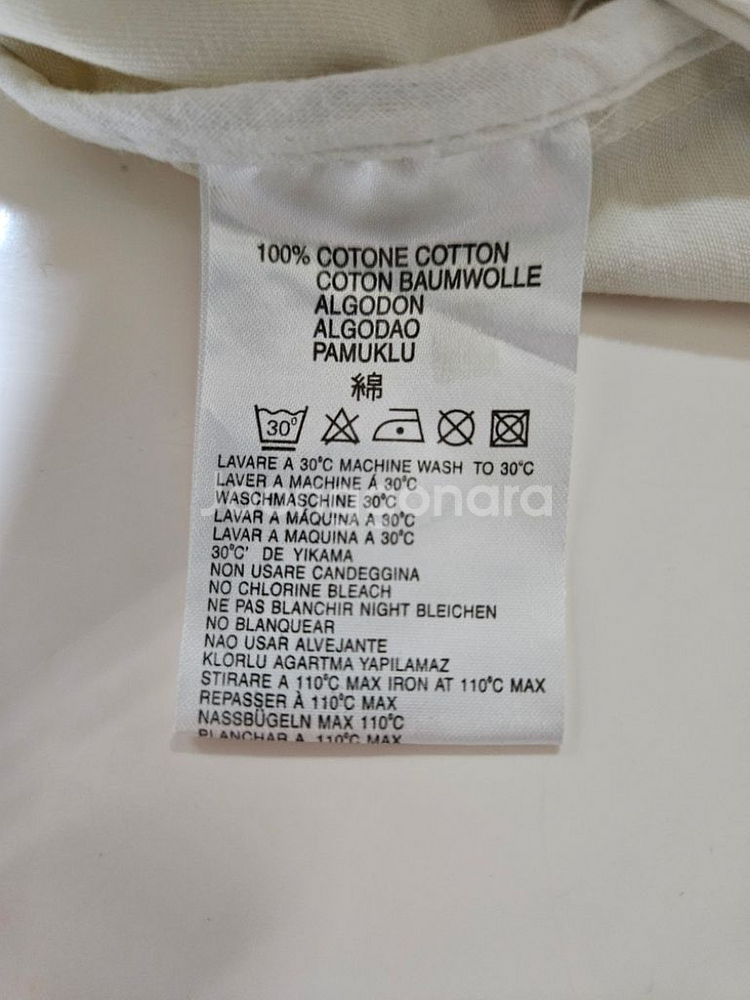 100% COTONE COTTON
COTON BAUMWOLLE
ALGODON
ALGODAO
PAMUKLU
綿
30°
LAVARE A 30°C MACHINE WASH TO 30°C
LAVER A MACHINE Á 30°C
WASCHMASCHINE 30°C
LAVAR A MÁQUINA A 30°C
LAVAR A MAQUINA A 30°C
30°C' DE YIKAMA
NON USARE CANDEGGINA
NO CHLORINE BLEACH
NE PAS BLANCHIR NIGHT BLEICHEN
NO BLANQUEAR
NAO USAR ALVEJANTE
KLORLU AGARTMA YAPILAMAZ
STIRARE A 110°C MAX IRON AT 110°C MAX
REPASSER À 110°C MAX
NASSBÜGELN MAX 110°C
PLANCHAR A 110°C MAX